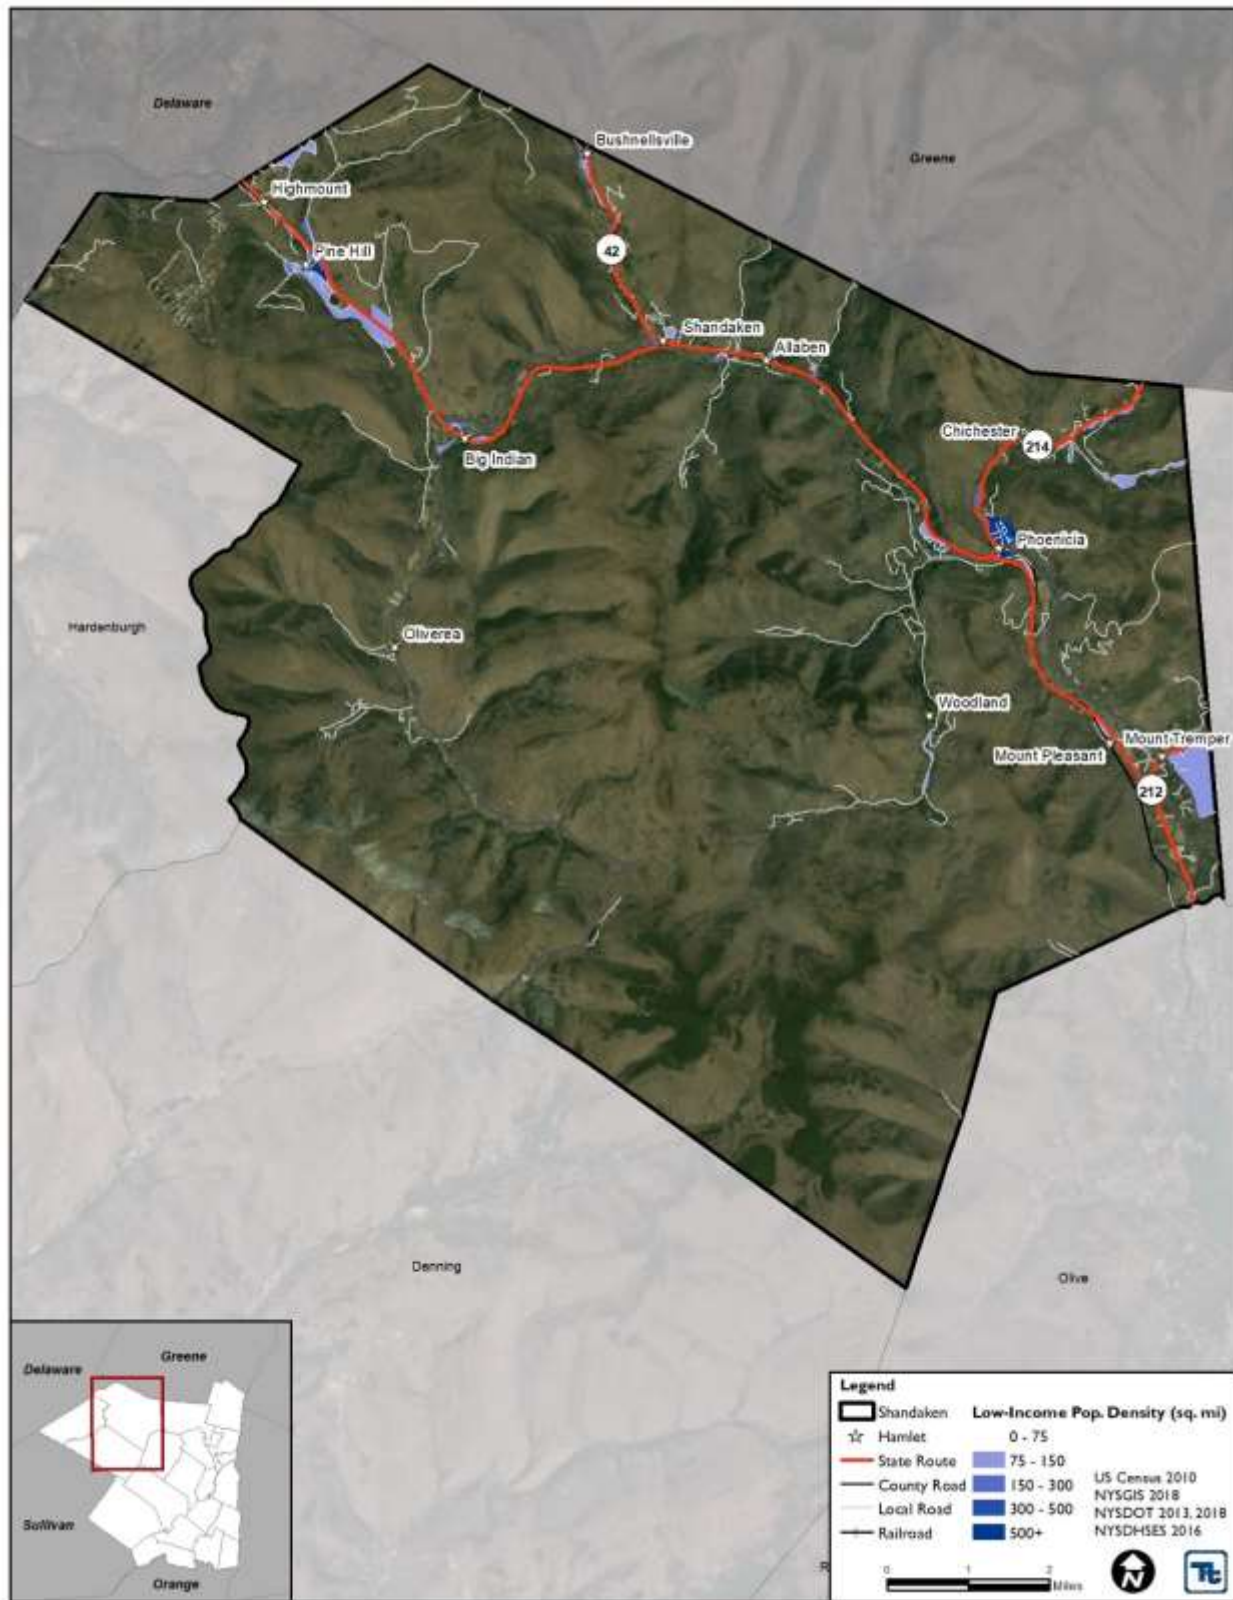 Delaware
Greene
Bushnellsville
Highmount
Pine Hill
42
Shandaken
Allaben
Chichester
214
Big Indian
Phoenicia
Hardenburgh
Oliverea
Woodland
Mount Tremper
Mount Pleasant
212
Denning
Olive
Greene
Delaware
Sullivan
Orange
R
Legend
Shandaken
Hamlet
State Route
County Road
Local Road
Railroad
Low-Income Pop. Density (sq. mi)
0 - 75
75 - 150
150 - 300
300 - 500
500+
US Census 2010
NYSGIS 2018
NYSDOT 2013, 2018
NYSDHSES 2016
0 1 2
Miles
N
Tt